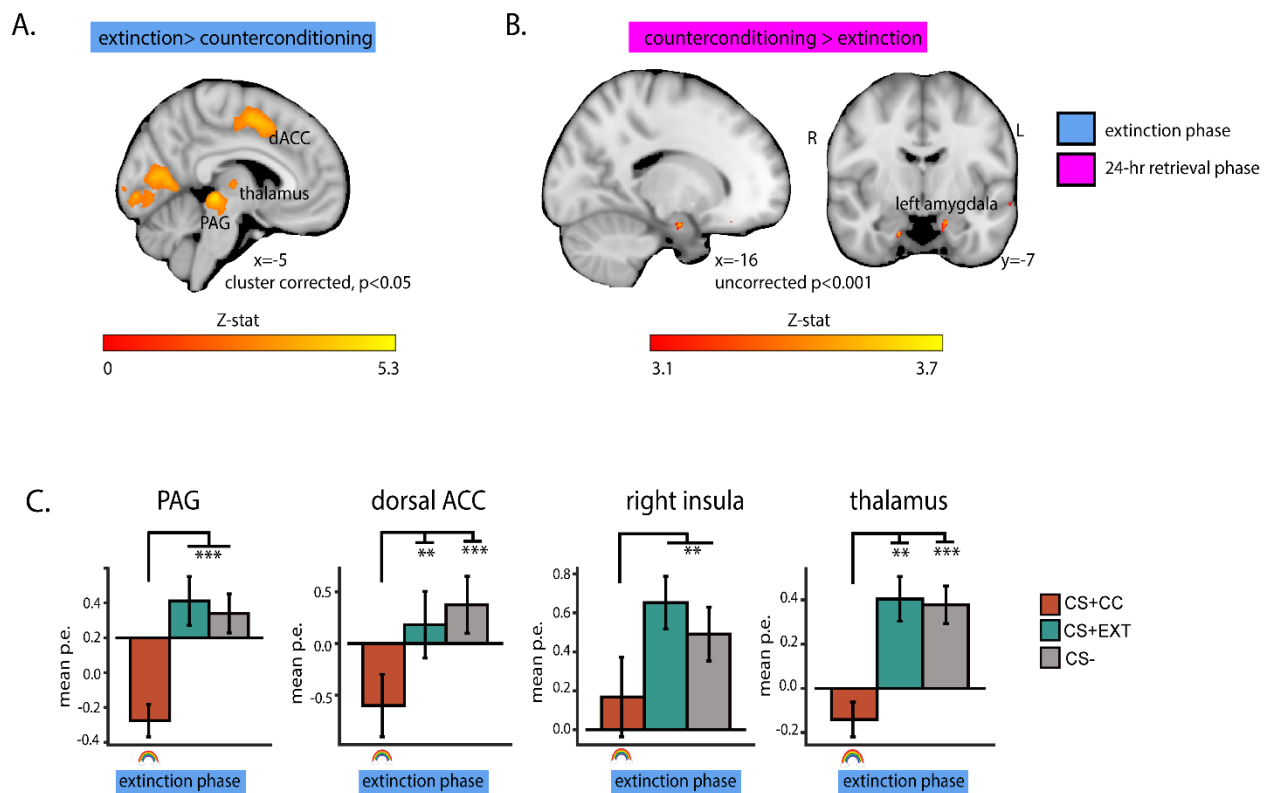 A.
extinction> counterconditioning
dACC
thalamus
PAG
x=-5
cluster corrected, p<0.05
Z-stat
0 5.3
B.
counterconditioning > extinction
R L
left amygdala
x=-16 y=-7
uncorrected p<0.001
Z-stat
3.1 3.7
extinction phase
24-hr retrieval phase
C.
PAG
***
mean p.e.
0.4
0.2
0.0
-0.2
-0.4
extinction phase
dorsal ACC
** ***
mean p.e.
0.5
0.0
-0.5
extinction phase
right insula
**
mean p.e.
0.8
0.6
0.4
0.2
0.0
extinction phase
thalamus
** ***
mean p.e.
0.4
0.2
0.0
-0.2
extinction phase
CS+CC
CS+EXT
CS-